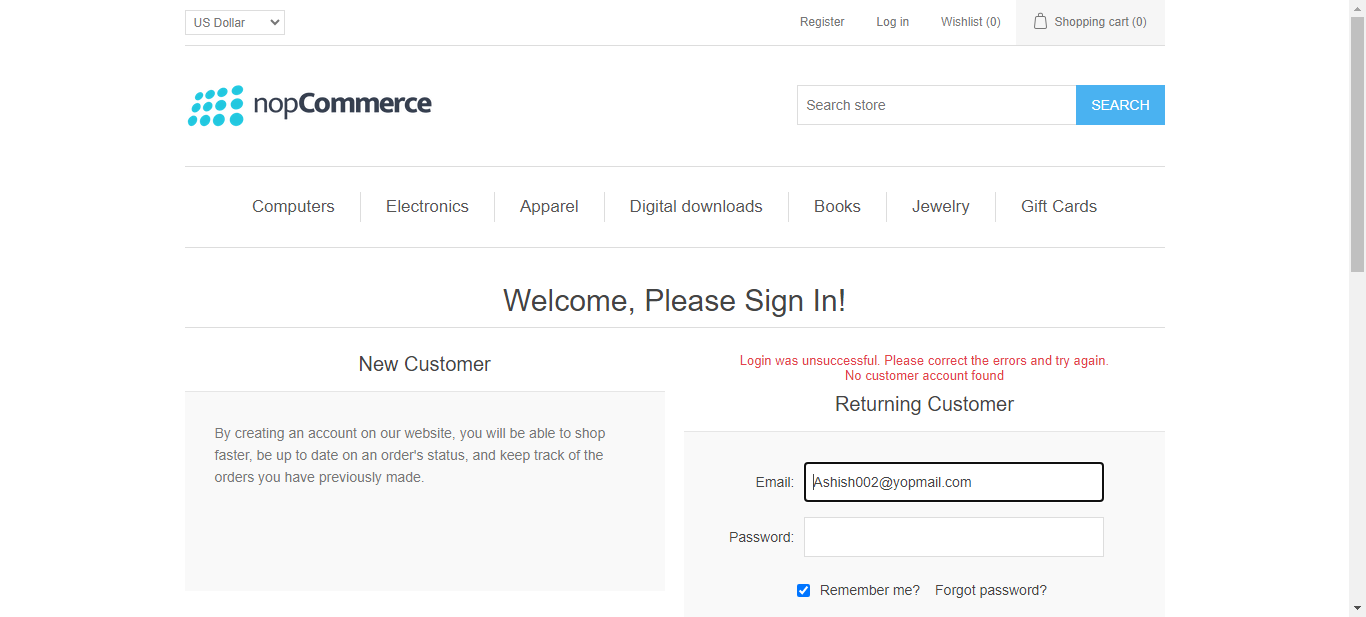 US Dollar
Register Log in Wishlist (0) Shopping cart (0)
nopCommerce
Search store SEARCH
Computers Electronics Apparel Digital downloads Books Jewelry Gift Cards
Welcome, Please Sign In!
New Customer
By creating an account on our website, you will be able to shop
faster, be up to date on an order's status, and keep track of the
orders you have previously made.
Login was unsuccessful. Please correct the errors and try again.
No customer account found
Returning Customer
Email: Ashish002@yopmail.com
Password:
Remember me? Forgot password?